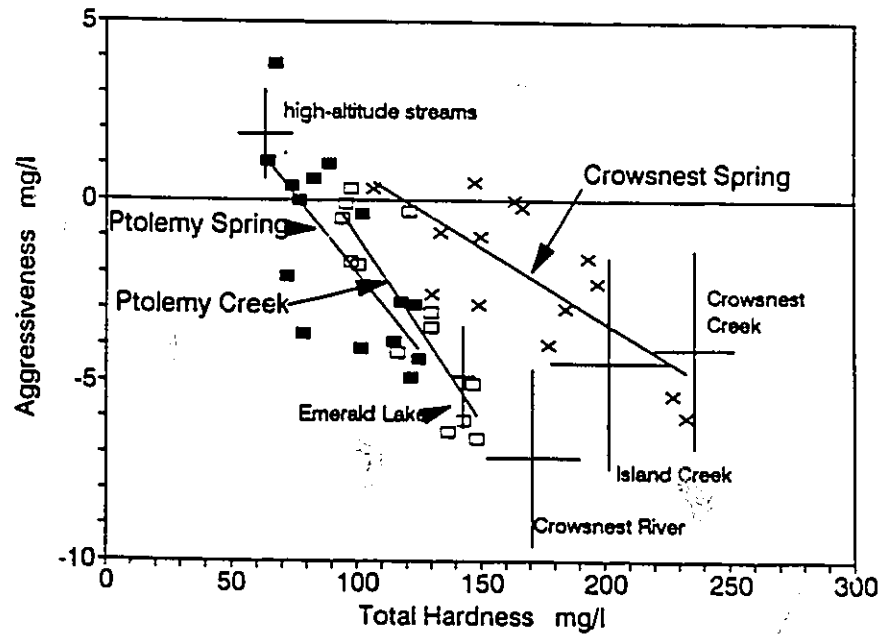 5
high-altitude streams
Crowsnest Spring
0
Ptolemy Spring
Ptolemy Creek
Crowsnest
Creek
-5
Emerald Lake
Island Creek
Crowsnest River
-10
0 50 100 150 200 250 300
Total Hardness mg/l
Aggressiveness mg/l